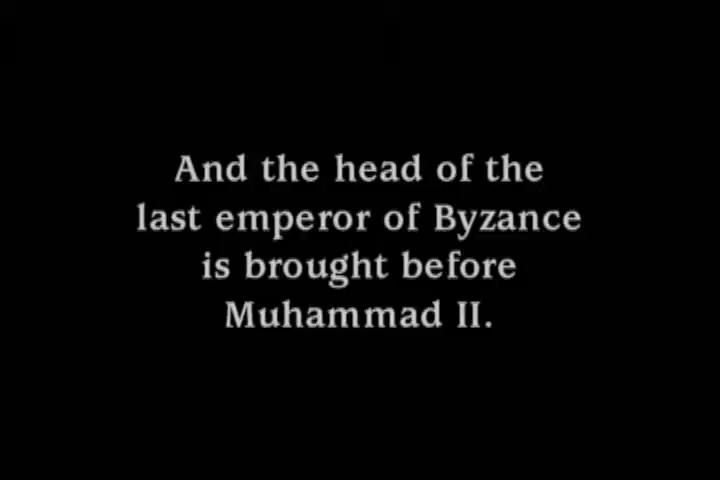 And the head of the
last emperor of Byzance
is brought before
Muhammad II.